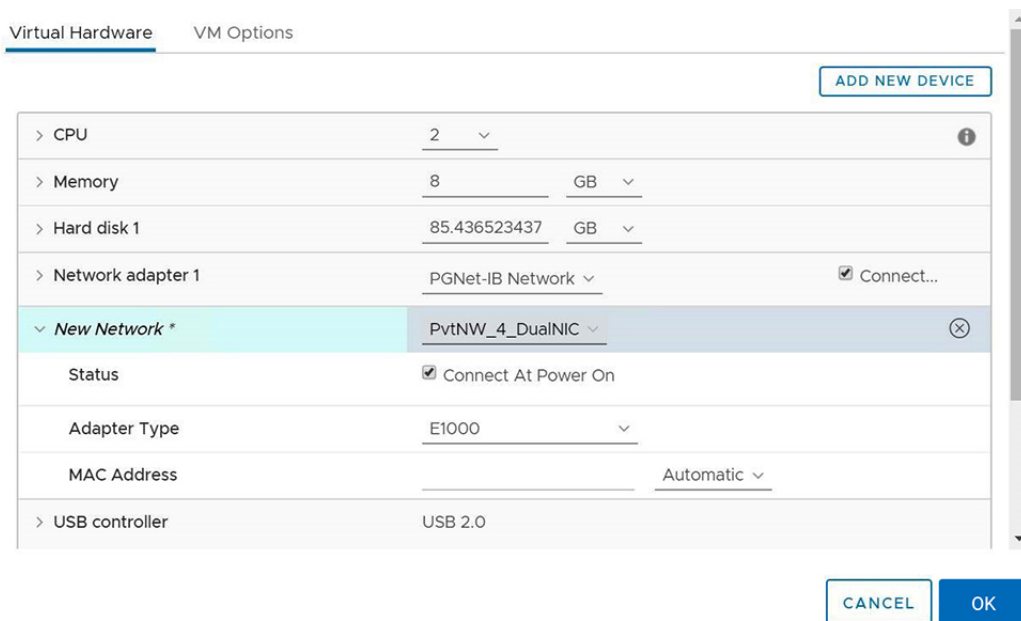 Virtual Hardware VM Options
ADD NEW DEVICE
CPU 2
Memory 8 GB
Hard disk 1 85.436523437 GB
Network adapter 1 PGNet-IB Network Connect...
New Network * PvtNW_4_DualNIC
Status Connect At Power On
Adapter Type E1000
MAC Address Automatic
USB controller USB 2.0
CANCEL OK